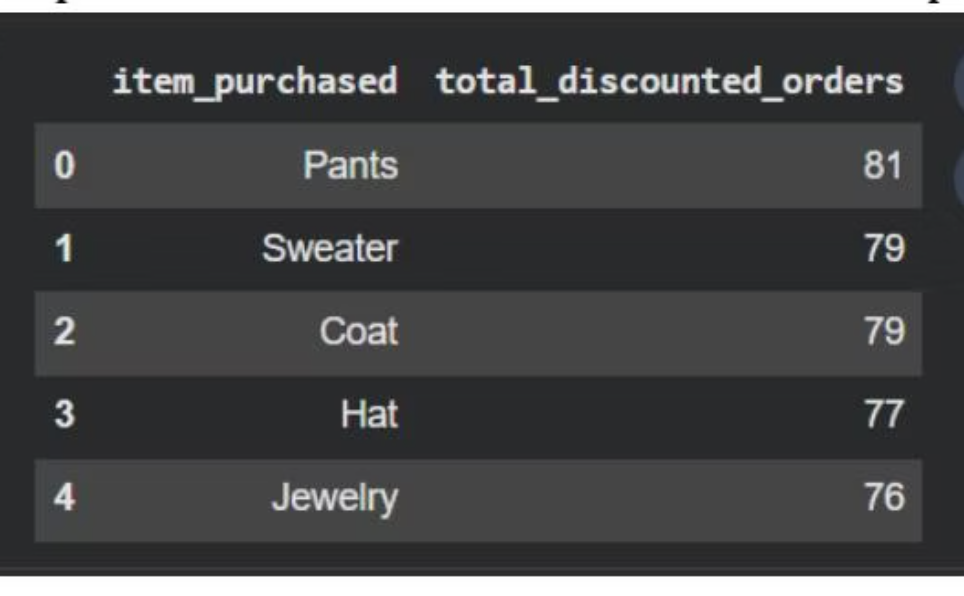 item_purchased total_discounted_orders
0 Pants 81
1 Sweater 79
2 Coat 79
3 Hat 77
4 Jewelry 76